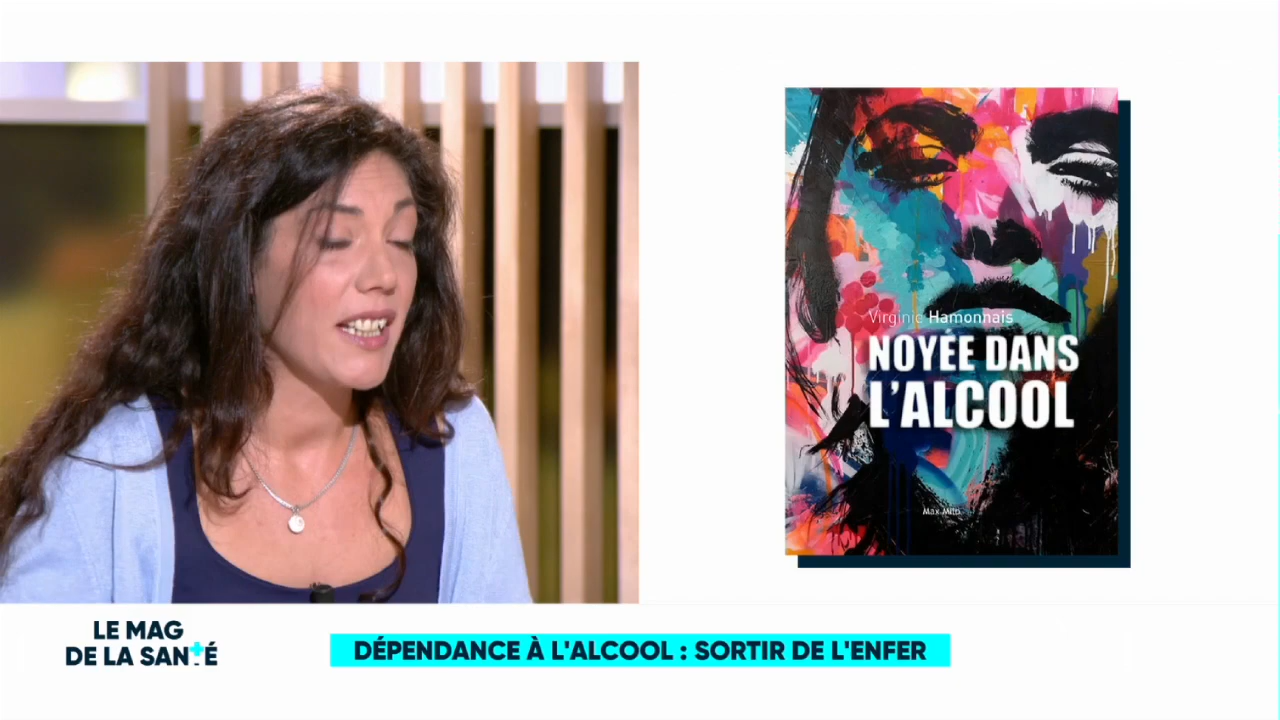 Virginie Hamonnais
NOYÉE DANS
L'ALCOOL
Max Milo
LE MAG
DE LA SANTÉ
DÉPENDANCE À L'ALCOOL : SORTIR DE L'ENFER